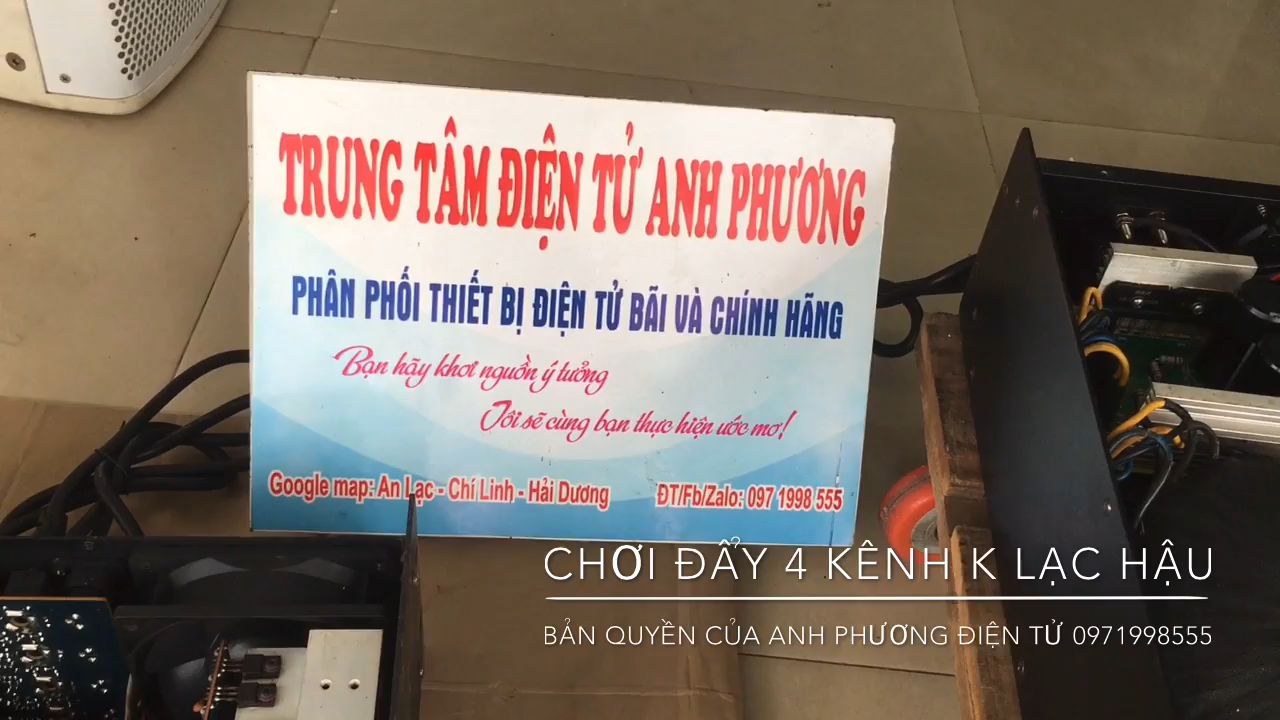 TRUNG TÂM ĐIỆN TỬ ANH PHƯƠNG
PHÂN PHỐI THIẾT BỊ ĐIỆN TỬ BÃI VÀ CHÍNH HÃNG
Bạn hãy khơi nguồn ý tưởng
Tôi sẽ cùng bạn thực hiện ước mơ!
Google map: An Lạc - Chí Linh - Hải Dương ĐT/Fb/Zalo: 097 1998 555
CHƠI ĐẨY 4 KÊNH K LẠC HẬU
BẢN QUYỀN CỦA ANH PHƯƠNG ĐIỆN TỬ 0971998555